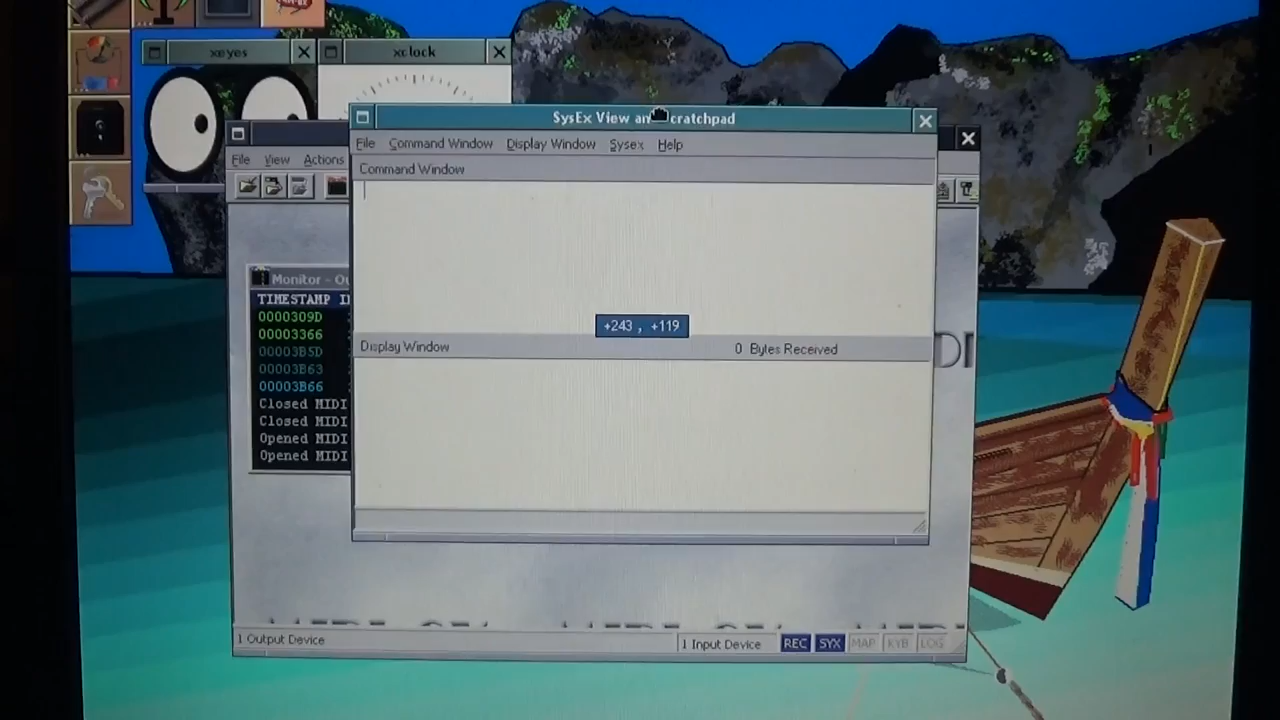 xeyes
xclock
SysEx View an cratchpad
File Command Window Display Window Sysex Help
File View Actions
Command Window
Monitor - Ou
TIMESTAMP I
0000309D
00003366
00003B5D
00003B63
00003B66
Closed MIDI
Closed MIDI
Opened MIDI
Opened MIDI
+243 , +119
Display Window 0 Bytes Received
1 Output Device 1 Input Device REC SYX MAP KYB LOG